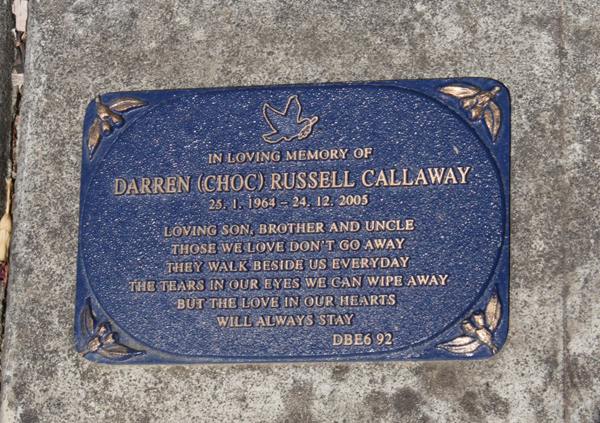 IN LOVING MEMORY OF
DARREN (CHOC) RUSSELL CALLAWAY
25. 1. 1964 – 24. 12. 2005
LOVING SON, BROTHER AND UNCLE
THOSE WE LOVE DON'T GO AWAY
THEY WALK BESIDE US EVERYDAY
THE TEARS IN OUR EYES WE CAN WIPE AWAY
BUT THE LOVE IN OUR HEARTS
WILL ALWAYS STAY
DBE6 92